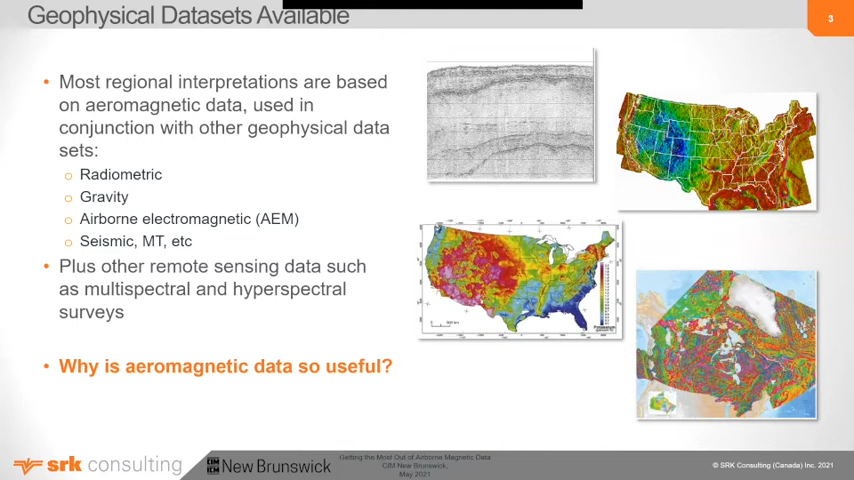 Geophysical Datasets Available
3
• Most regional interpretations are based
on aeromagnetic data, used in
conjunction with other geophysical data
sets:
o Radiometric
o Gravity
o Airborne electromagnetic (AEM)
o Seismic, MT, etc
• Plus other remote sensing data such
as multispectral and hyperspectral
surveys
• Why is aeromagnetic data so useful?
Potassium
srk consulting
CIM
ICM
New Brunswick
Getting the Most Out of Airborne Magnetic Data
CIM New Brunswick,
May 2021
© SRK Consulting (Canada) Inc. 2021